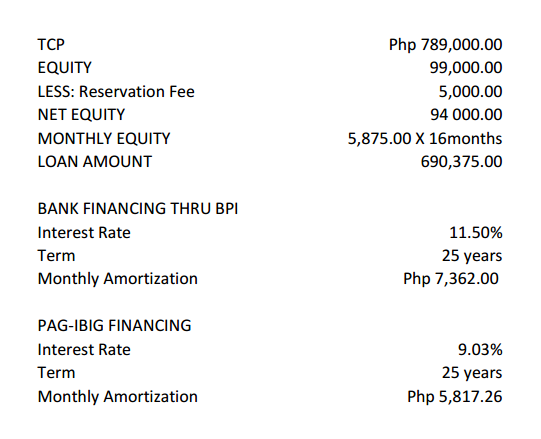 TCP Php 789,000.00
EQUITY 99,000.00
LESS: Reservation Fee 5,000.00
NET EQUITY 94 000.00
MONTHLY EQUITY 5,875.00 X 16months
LOAN AMOUNT 690,375.00
BANK FINANCING THRU BPI
Interest Rate 11.50%
Term 25 years
Monthly Amortization Php 7,362.00
PAG-IBIG FINANCING
Interest Rate 9.03%
Term 25 years
Monthly Amortization Php 5,817.26